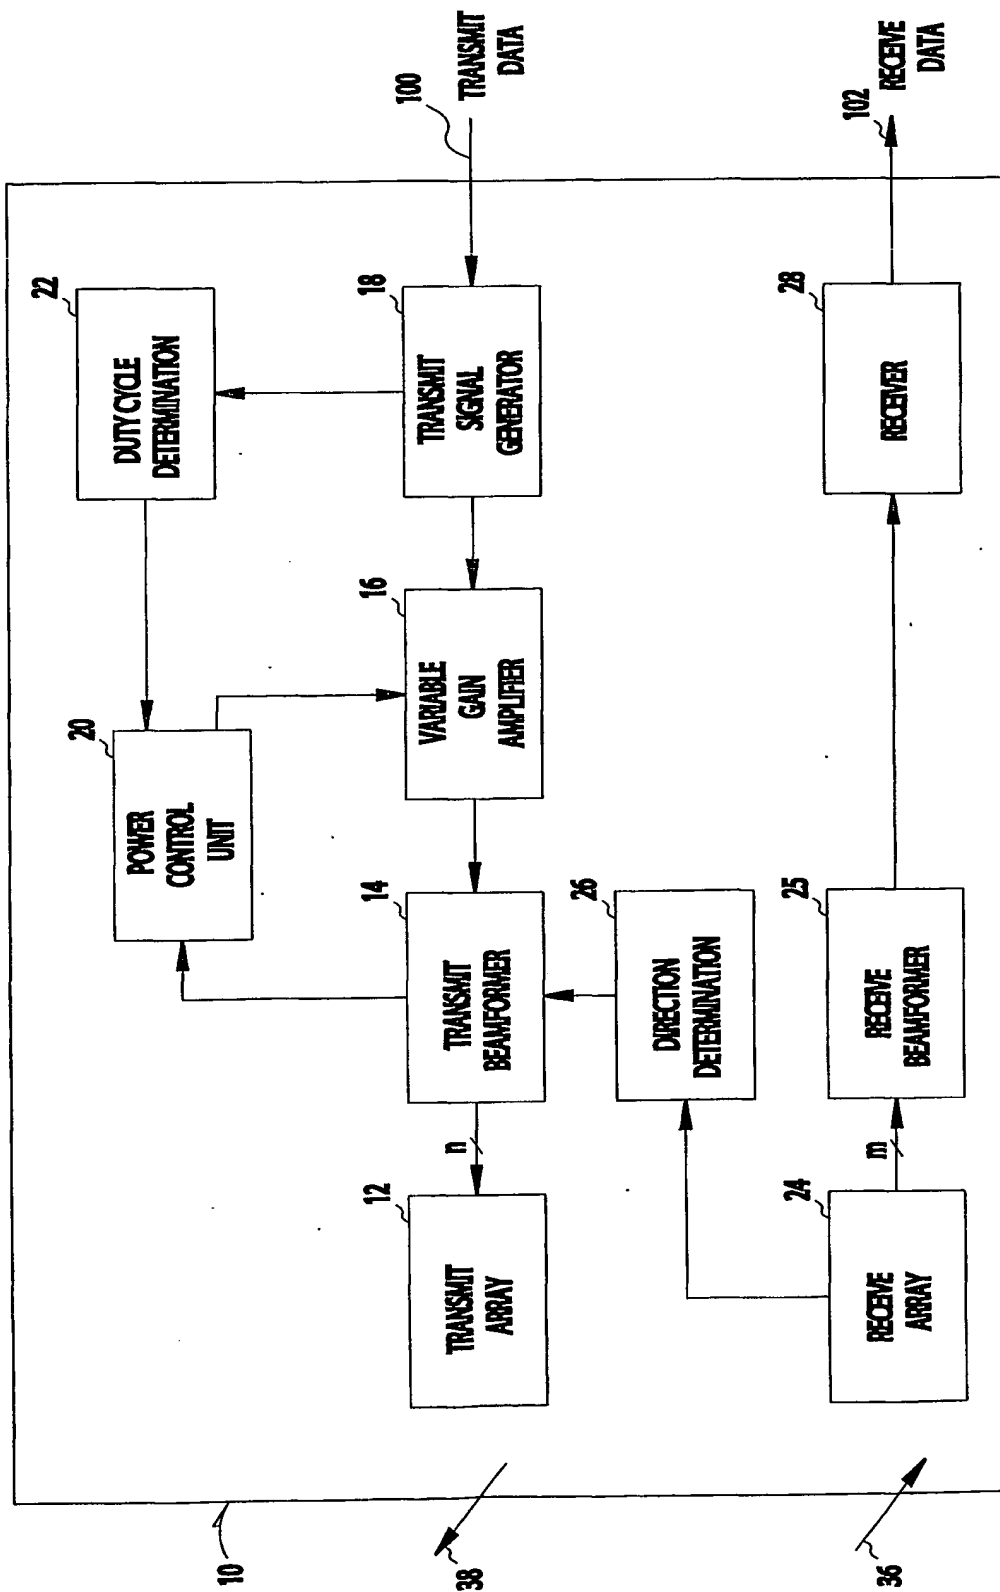 10
22
DUTY CYCLE
DETERMINATION
20
POWER
CONTROL
UNIT
100
TRANSMIT
DATA
18
TRANSMIT
SIGNAL
GENERATOR
16
VARIABLE
GAIN
AMPLIFIER
14
TRANSMIT
BEAMFORMER
n
12
TRANSMIT
ARRAY
38
26
DIRECTION
DETERMINATION
36
24
RECEIVE
ARRAY
m
25
RECEIVE
BEAMFORMER
28
RECEIVER
102
RECEIVE
DATA